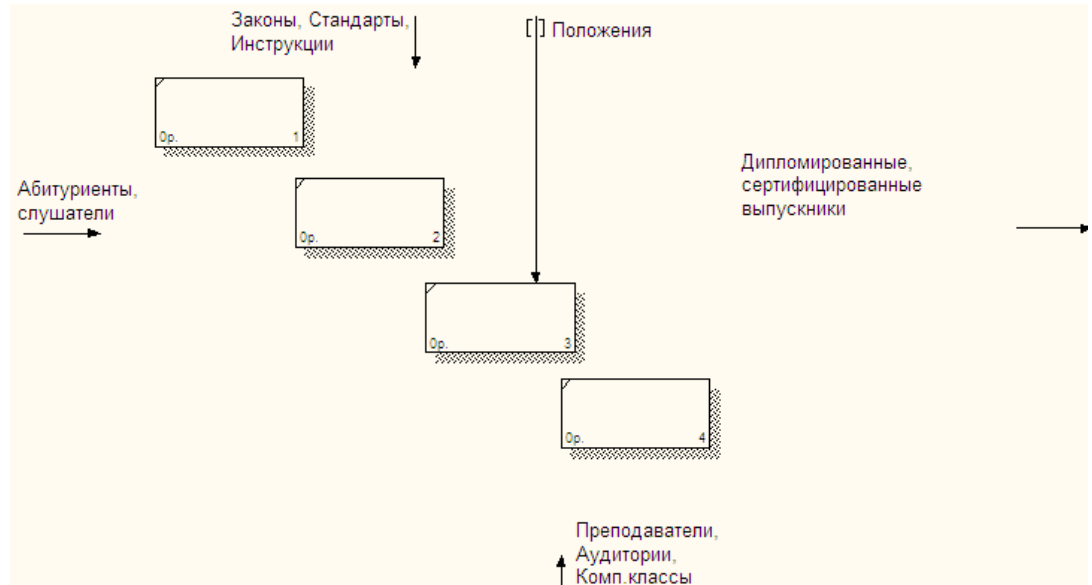 Законы, Стандарты,
Инструкции
[ ] Положения
0р. 1
Абитуриенты,
слушатели
0р. 2
Дипломированные,
сертифицированные
выпускники
0р. 3
0р. 4
Преподаватели,
Аудитории,
Комп.классы